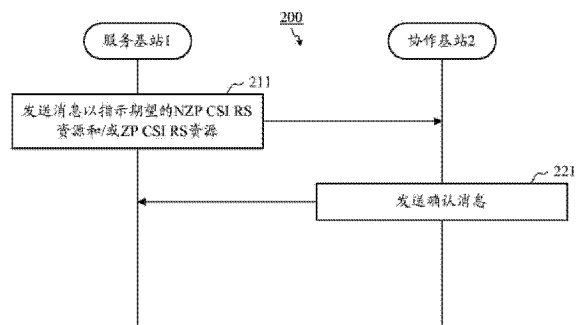 200
服务基站1
协作基站2
211
发送消息以指示期望的NZP CSI RS
资源和/或ZP CSI RS资源
221
发送确认消息